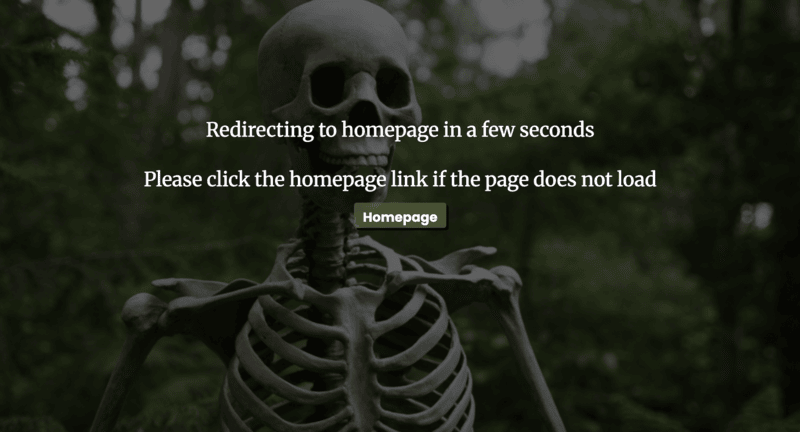 Redirecting to homepage in a few seconds
Please click the homepage link if the page does not load
Homepage